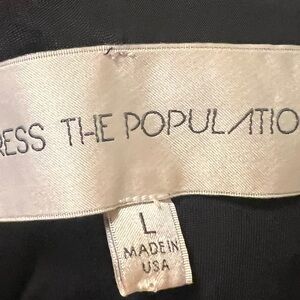 RESS THE POPULATIO
L
MADE IN
USA